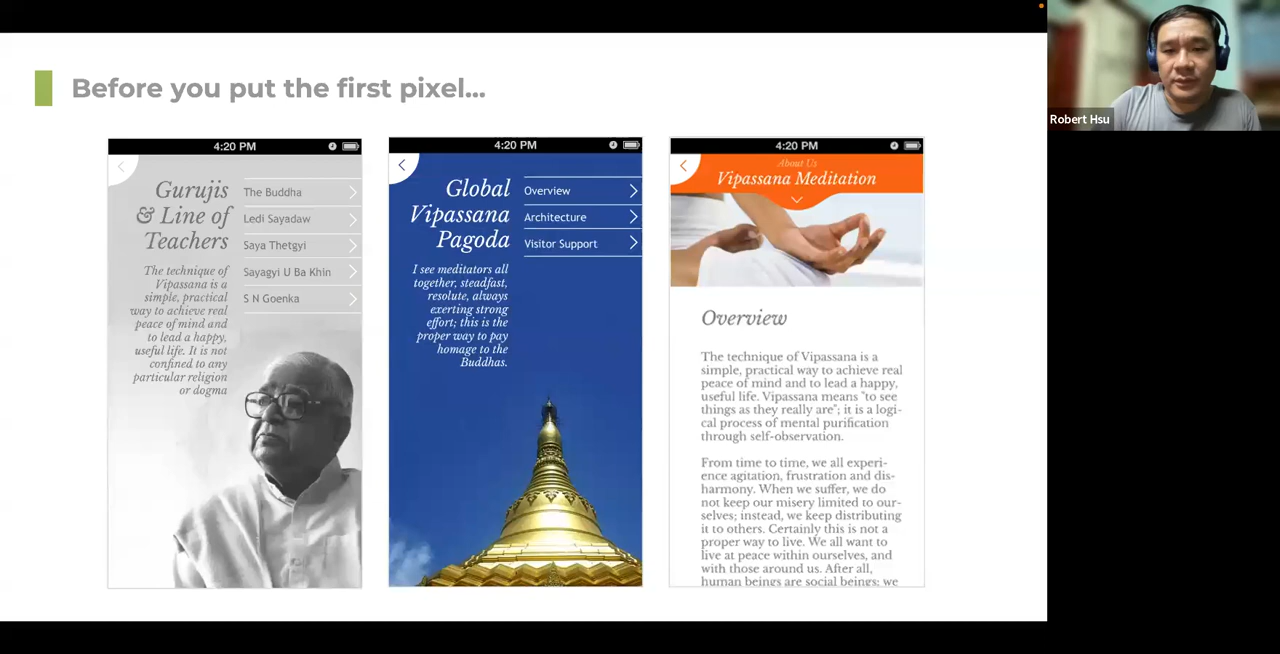 Before you put the first pixel...
Robert Hsu
4:20 PM
Gurujis
& Line of
Teachers
The technique of
Vipassana is a
simple, practical
way to achieve real
peace of mind and
to lead a happy,
useful life. It is not
confined to any
particular religion
or dogma
The Buddha
Ledi Sayadaw
Saya Thetgyi
Sayagyi U Ba Khin
S N Goenka
4:20 PM
Global
Vipassana
Pagoda
I see meditators all
together, steadfast,
resolute, always
exerting strong
effort; this is the
proper way to pay
homage to the
Buddhas.
Overview
Architecture
Visitor Support
4:20 PM
About Us
Vipassana Meditation
Overview
The technique of Vipassana is a
simple, practical way to achieve real
peace of mind and to lead a happy,
useful life. Vipassana means "to see
things as they really are"; it is a logi-
cal process of mental purification
through self-observation.
From time to time, we all experi-
ence agitation, frustration and dis-
harmony. When we suffer, we do
not keep our misery limited to our-
selves; instead, we keep distributing
it to others. Certainly this is not a
proper way to live. We all want to
live at peace within ourselves, and
with those around us. After all,
human beings are social beings: we